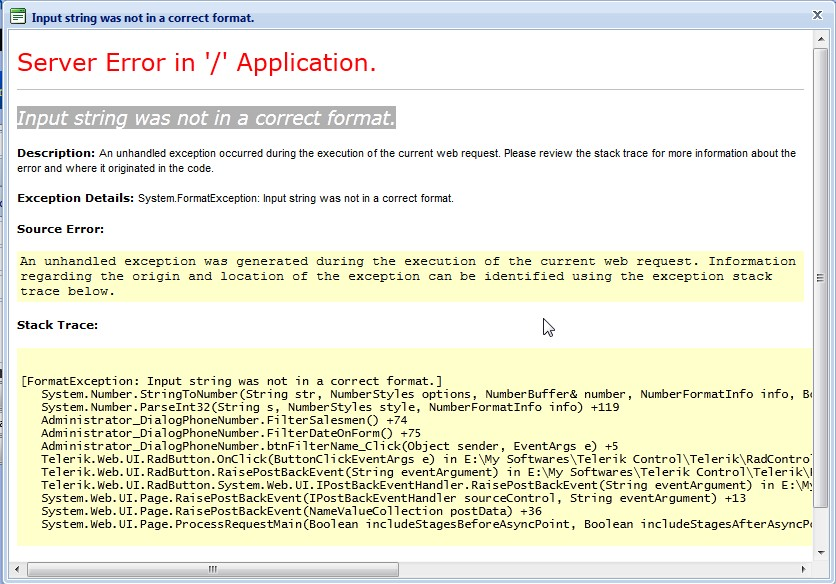 Input string was not in a correct format.
Server Error in '/' Application.
Input string was not in a correct format.
Description: An unhandled exception occurred during the execution of the current web request. Please review the stack trace for more information about the
error and where it originated in the code.
Exception Details: System.FormatException: Input string was not in a correct format.
Source Error:
An unhandled exception was generated during the execution of the current web request. Information
regarding the origin and location of the exception can be identified using the exception stack
trace below.
Stack Trace:
[FormatException: Input string was not in a correct format.]
System.Number.StringToNumber(String str, NumberStyles options, NumberBuffer& number, NumberFormatInfo info, Bo
System.Number.ParseInt32(String s, NumberStyles style, NumberFormatInfo info) +119
Administrator_DialogPhoneNumber.FilterSalesmen() +74
Administrator_DialogPhoneNumber.FilterDateOnForm() +75
Administrator_DialogPhoneNumber.btnFilterName_Click(Object sender, EventArgs e) +5
Telerik.Web.UI.RadButton.OnClick(ButtonClickEventArgs e) in E:\My Softwares\Telerik Control\Telerik\RadContro
Telerik.Web.UI.RadButton.RaisePostBackEvent(String eventArgument) in E:\My Softwares\Telerik Control\Telerik\
Telerik.Web.UI.RadButton.System.Web.UI.IPostBackEventHandler.RaisePostBackEvent(String eventArgument) in E:\My
System.Web.UI.Page.RaisePostBackEvent(IPostBackEventHandler sourceControl, String eventArgument) +13
System.Web.UI.Page.RaisePostBackEvent(NameValueCollection postData) +36
System.Web.UI.Page.ProcessRequestMain(Boolean includeStagesBeforeAsyncPoint, Boolean includeStagesAfterAsyncPo